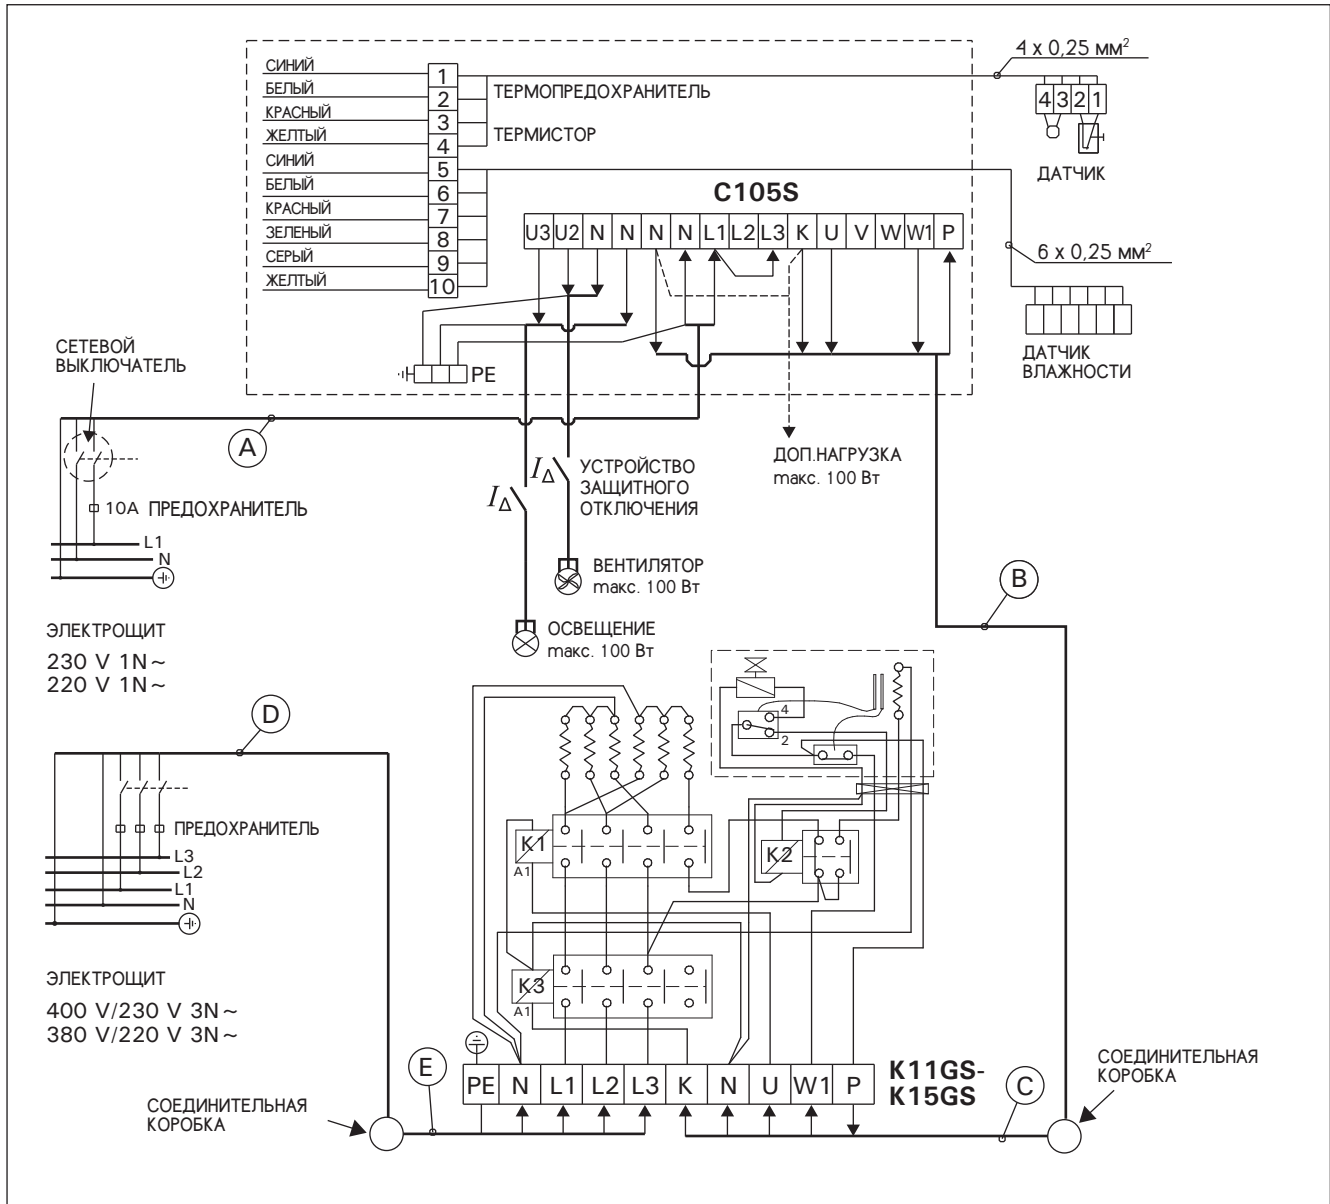 СИНИЙ
БЕЛЫЙ
КРАСНЫЙ
ЖЕЛТЫЙ
СИНИЙ
БЕЛЫЙ
КРАСНЫЙ
ЗЕЛЕНЫЙ
СЕРЫЙ
ЖЕЛТЫЙ
1
2
3
4
5
6
7
8
9
10
ТЕРМОПРЕДОХРАНИТЕЛЬ
ТЕРМИСТОР
4 x 0,25 мм²
4 3 2 1
ДАТЧИК
C105S
U3 U2 N N N N L1 L2 L3 K U V W W1 P
6 x 0,25 мм²
ДАТЧИК
ВЛАЖНОСТИ
PE
СЕТЕВОЙ
ВЫКЛЮЧАТЕЛЬ
A
10A ПРЕДОХРАНИТЕЛЬ
L1
N
ЭЛЕКТРОЩИТ
230 V 1N~
220 V 1N~
I∆
I∆
УСТРОЙСТВО
ЗАЩИТНОГО
ОТКЛЮЧЕНИЯ
ДОП.НАГРУЗКА
макс. 100 Вт
ВЕНТИЛЯТОР
макс. 100 Вт
ОСВЕЩЕНИЕ
макс. 100 Вт
B
D
ПРЕДОХРАНИТЕЛЬ
L3
L2
L1
N
ЭЛЕКТРОЩИТ
400 V/230 V 3N~
380 V/220 V 3N~
4
2
K1
A1
K2
K3
A1
E
PE N L1 L2 L3 K N U W1 P
K11GS-
K15GS
C
СОЕДИНИТЕЛЬНАЯ
КОРОБКА
СОЕДИНИТЕЛЬНАЯ
КОРОБКА